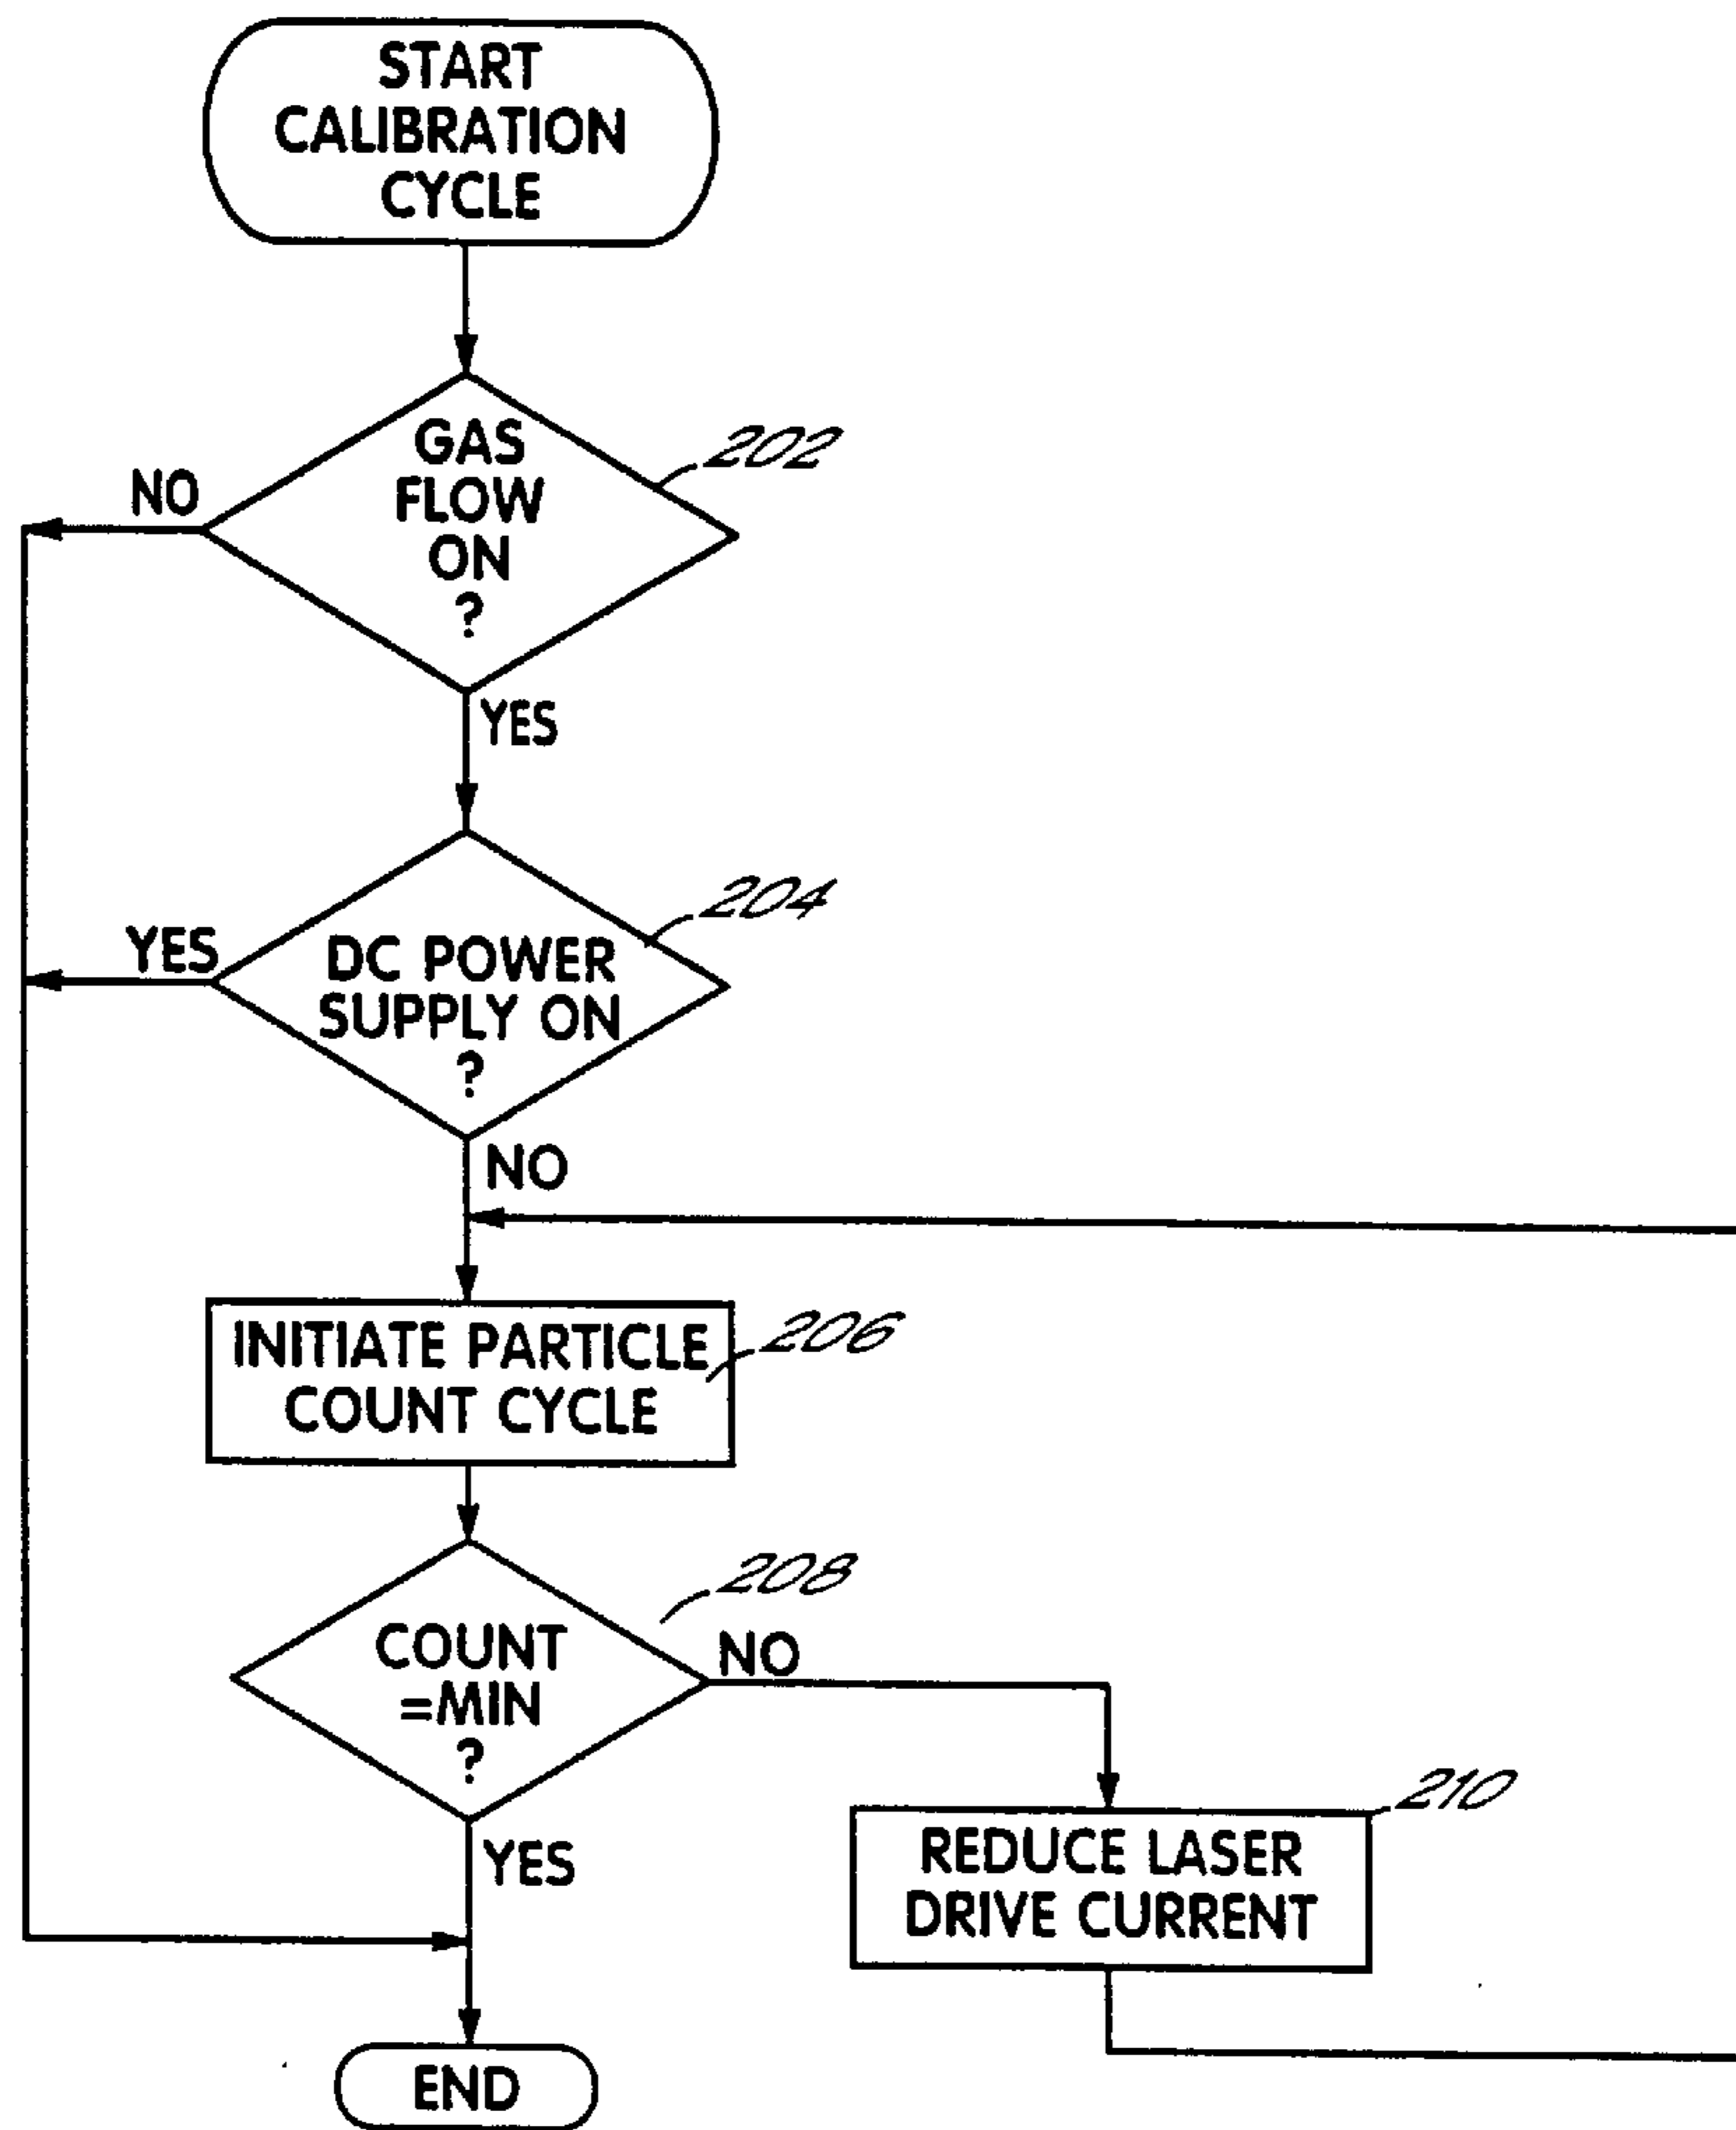 START
CALIBRATION
CYCLE
GAS
FLOW
ON
?
202
NO
YES
DC POWER
SUPPLY ON
?
204
YES
NO
INITIATE PARTICLE
COUNT CYCLE
206
COUNT
=MIN
?
208
NO
YES
REDUCE LASER
DRIVE CURRENT
210
END